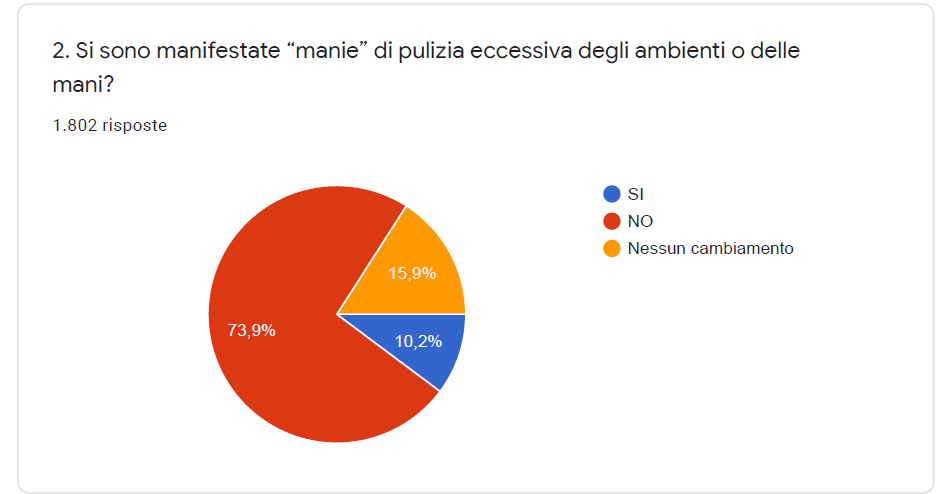 2. Si sono manifestate “manie” di pulizia eccessiva degli ambienti o delle
mani?
1.802 risposte
SI
NO
Nessun cambiamento
15,9%
73,9%
10,2%